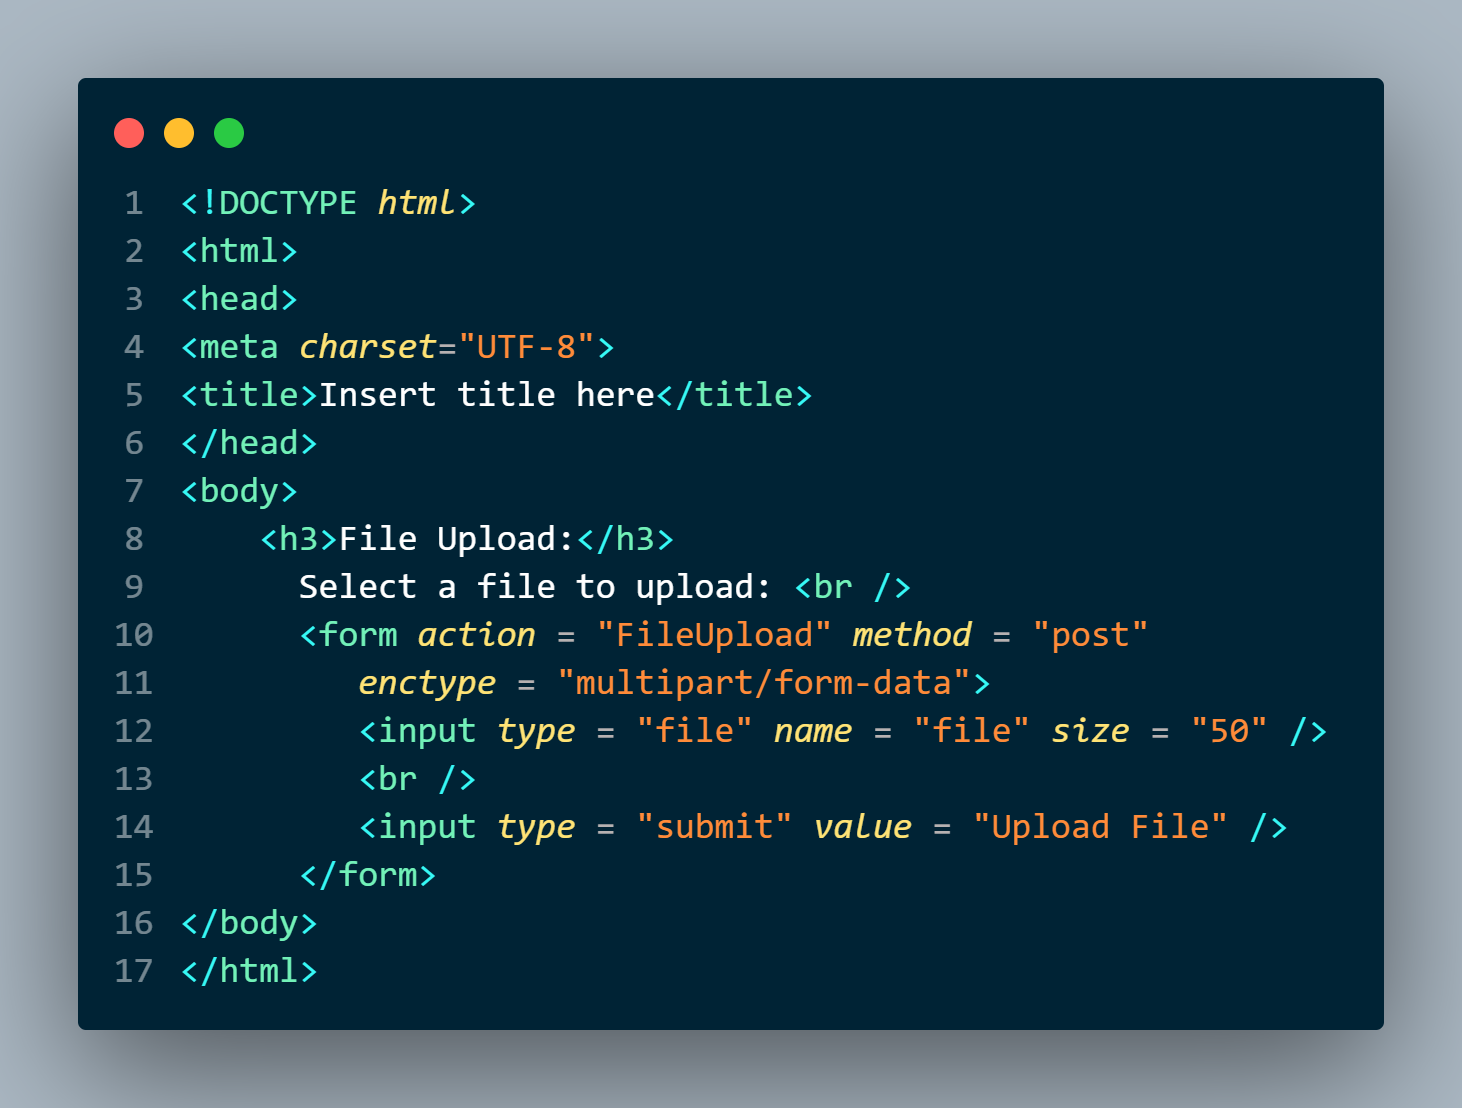 1 <!DOCTYPE html>
2 <html>
3 <head>
4 <meta charset="UTF-8">
5 <title>Insert title here</title>
6 </head>
7 <body>
8     <h3>File Upload:</h3>
9       Select a file to upload: <br />
10       <form action = "FileUpload" method = "post"
11          enctype = "multipart/form-data">
12          <input type = "file" name = "file" size = "50" />
13          <br />
14          <input type = "submit" value = "Upload File" />
15       </form>
16 </body>
17 </html>